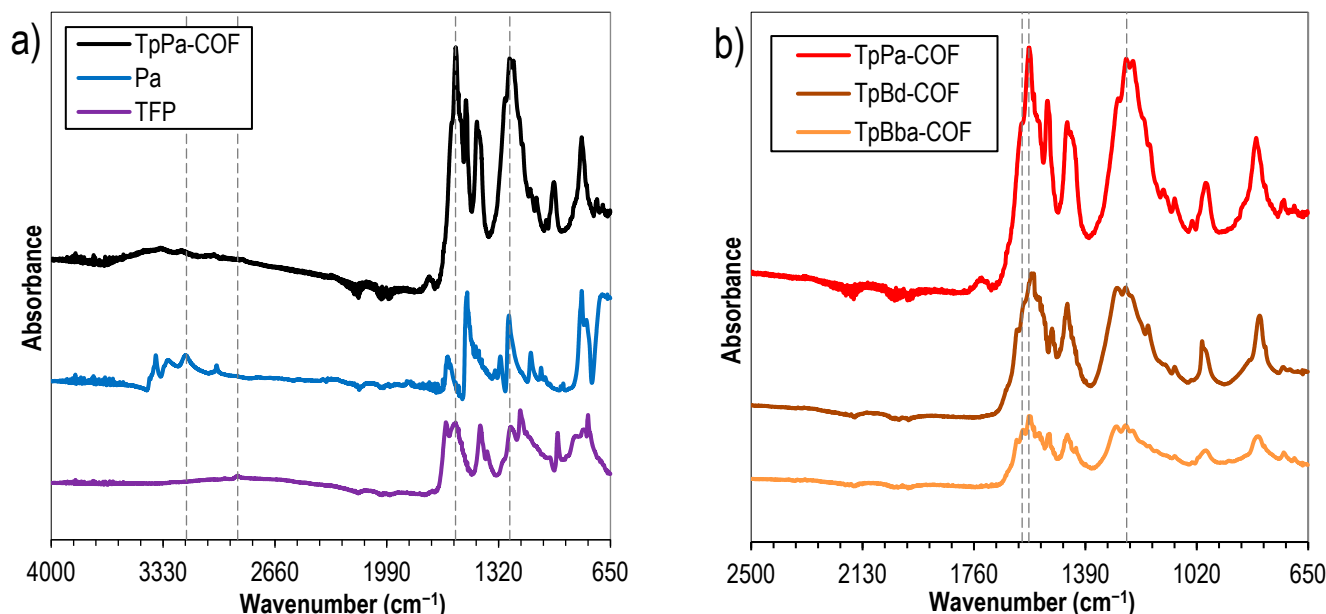 a)
TpPa-COF
Pa
TFP
Absorbance
4000 3330 2660 1990 1320 650
Wavenumber (cm⁻¹)
b)
TpPa-COF
TpBd-COF
TpBba-COF
Absorbance
2500 2130 1760 1390 1020 650
Wavenumber (cm⁻¹)